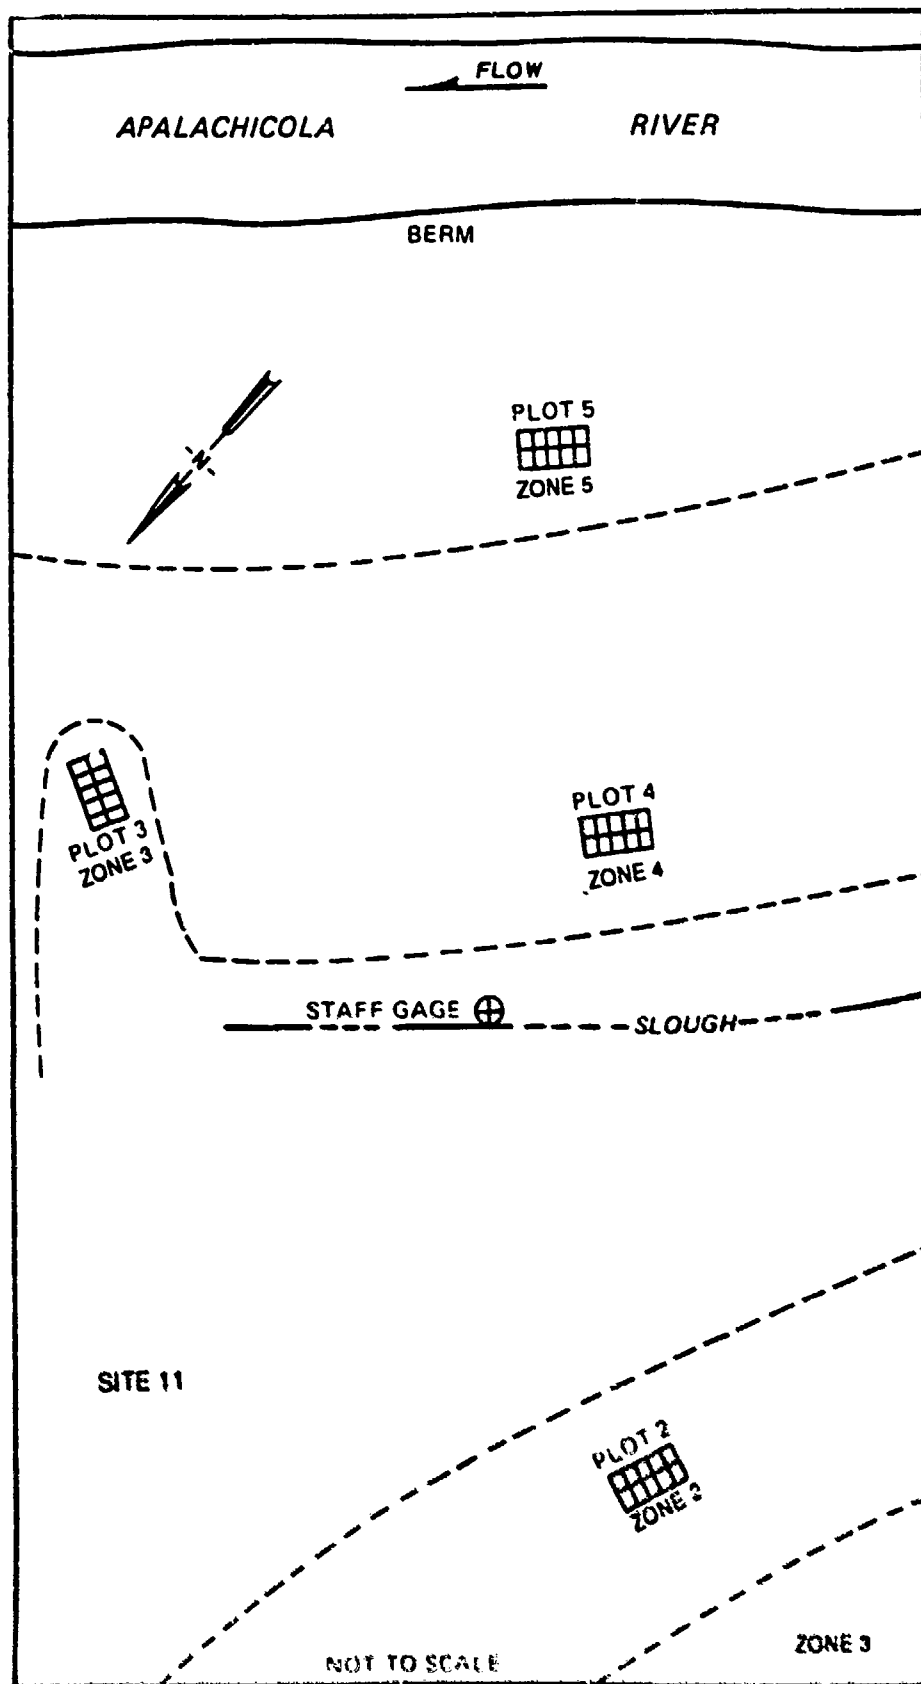 FLOW
APALACHICOLA RIVER
BERM
N
PLOT 5
ZONE 5
PLOT 4
ZONE 4
PLOT 3
ZONE 3
STAFF GAGE
SLOUGH
SITE 11
PLOT 2
ZONE 2
ZONE 3
NOT TO SCALE